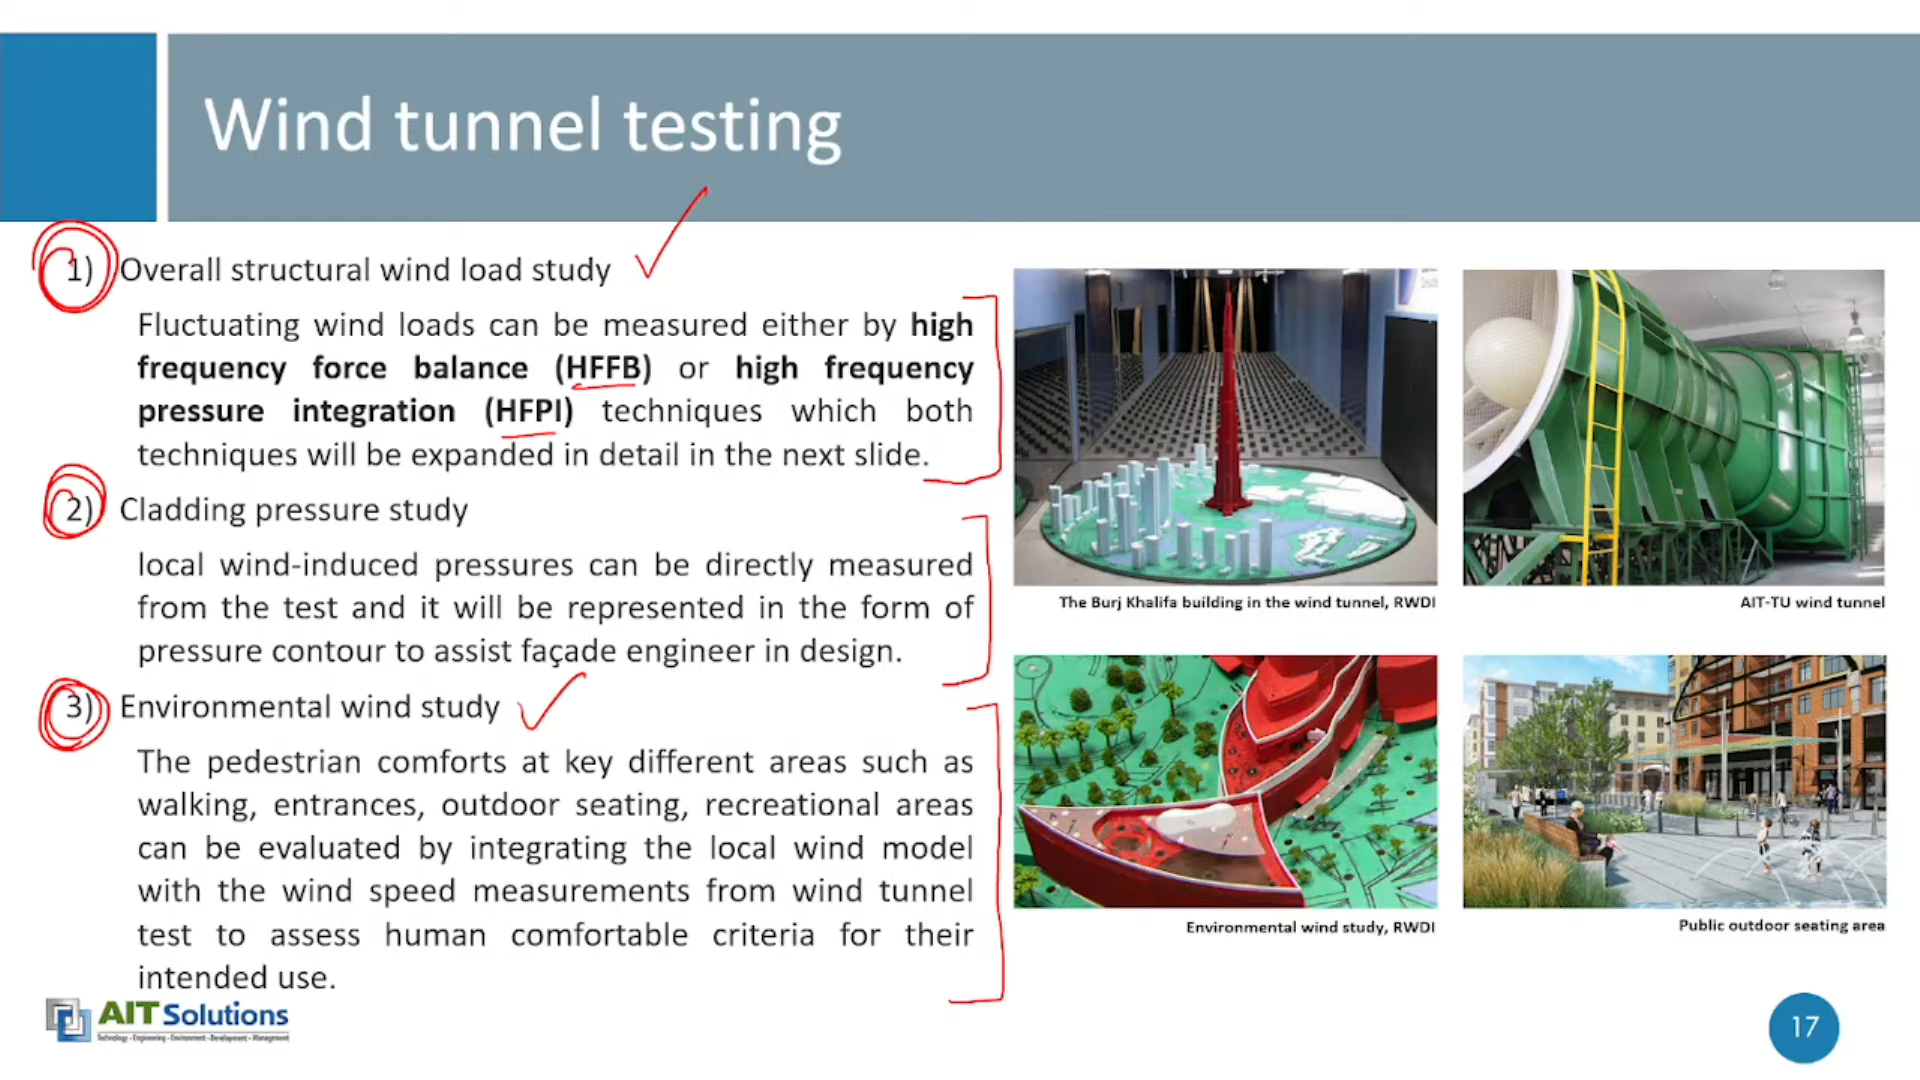 Wind tunnel testing
1) Overall structural wind load study
Fluctuating wind loads can be measured either by high
frequency force balance (HFFB) or high frequency
pressure integration (HFPI) techniques which both
techniques will be expanded in detail in the next slide.
2) Cladding pressure study
local wind-induced pressures can be directly measured
from the test and it will be represented in the form of
pressure contour to assist façade engineer in design.
3) Environmental wind study
The pedestrian comforts at key different areas such as
walking, entrances, outdoor seating, recreational areas
can be evaluated by integrating the local wind model
with the wind speed measurements from wind tunnel
test to assess human comfortable criteria for their
intended use.
The Burj Khalifa building in the wind tunnel, RWDI
AIT-TU wind tunnel
Environmental wind study, RWDI
Public outdoor seating area
AIT Solutions
Technology - Engineering - Environment - Development - Management
17